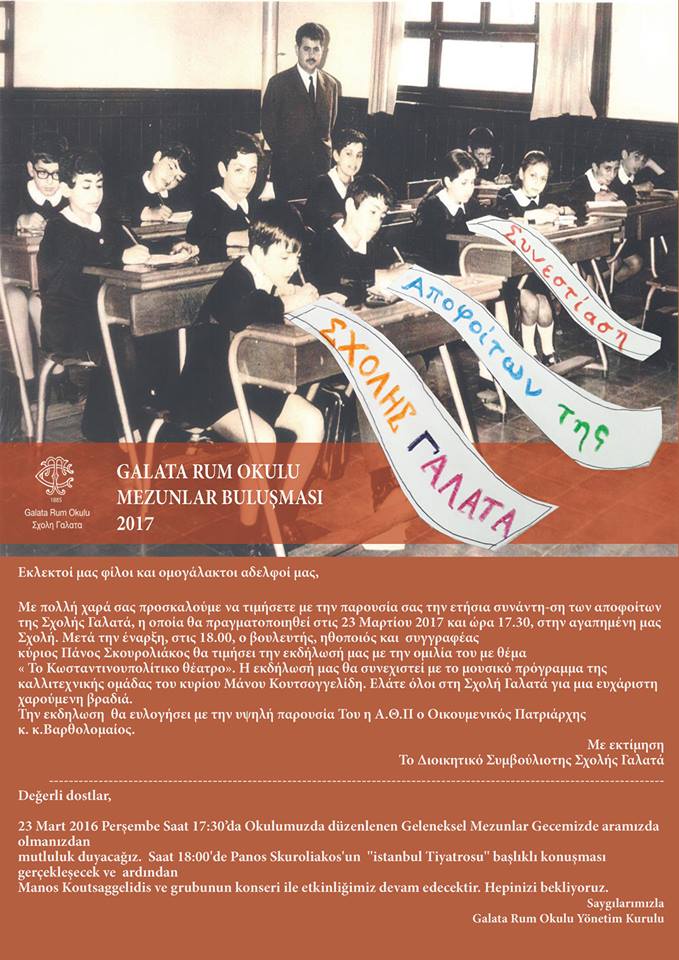 Συνεστίαση
Αποφοίτων της
ΣΧΟΛΗΣ ΓΑΛΑΤΑ
1885
Galata Rum Okulu
Σχολη Γαλατα
GALATA RUM OKULU
MEZUNLAR BULUŞMASI
2017
Εκλεκτοί μας φίλοι και ομογάλακτοι αδελφοί μας,
Με πολλή χαρά σας προσκαλούμε να τιμήσετε με την παρουσία σας την ετήσια συνάντη-ση των αποφοίτων
της Σχολής Γαλατά, η οποία θα πραγματοποιηθεί στις 23 Μαρτίου 2017 και ώρα 17.30, στην αγαπημένη μας
Σχολή. Μετά την έναρξη, στις 18.00, ο βουλευτής, ηθοποιός και  συγγραφέας
κύριος Πάνος Σκουρολιάκος θα τιμήσει την εκδήλωσή μας με την ομιλία του με θέμα
« Το Κωσταντινουπολίτικο θέατρο». Η εκδήλωσή μας θα συνεχιστεί με το μουσικό πρόγραμμα της
καλλιτεχνικής ομάδας του κυρίου Μάνου Κουτσογγελίδη. Ελάτε όλοι στη Σχολή Γαλατά για μια ευχάριστη
χαρούμενη βραδιά.
Την εκδηλωση  θα ευλογήσει με την υψηλή παρουσία Του η Α.Θ.Π ο Οικουμενικός Πατριάρχης
κ. κ.Βαρθολομαίος.
Με εκτίμηση
Το Διοικητικό Συμβούλιοτης Σχολής Γαλατά
Değerli dostlar,
23 Mart 2016 Perşembe Saat 17:30’da Okulumuzda düzenlenen Geleneksel Mezunlar Gecemizde aramızda
olmanızdan
mutluluk duyacağız.  Saat 18:00'de Panos Skuroliakos'un  "istanbul Tiyatrosu" başlıklı konuşması
gerçekleşecek ve  ardından
Manos Koutsaggelidis ve grubunun konseri ile etkinliğimiz devam edecektir. Hepinizi bekliyoruz.
Saygılarımızla
Galata Rum Okulu Yönetim Kurulu